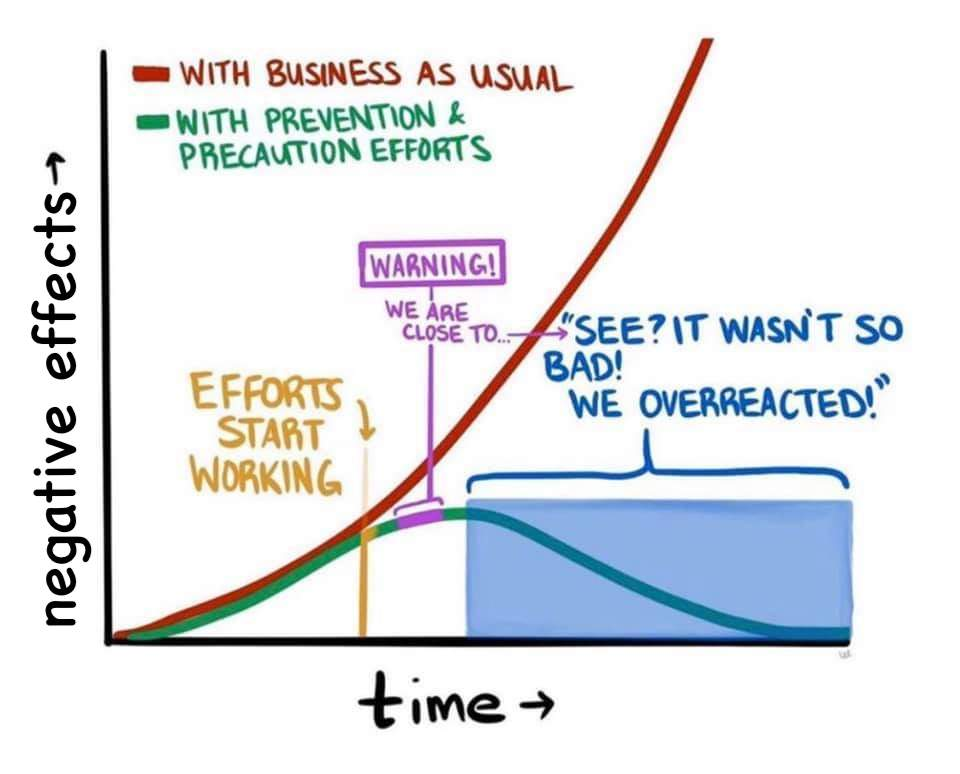 WITH BUSINESS AS USUAL
WITH PREVENTION &
PRECAUTION EFFORTS
WARNING!
WE ARE
CLOSE TO...
"SEE? IT WASN'T SO
BAD!
WE OVERREACTED!"
EFFORTS
START
WORKING
negative effects→
time→